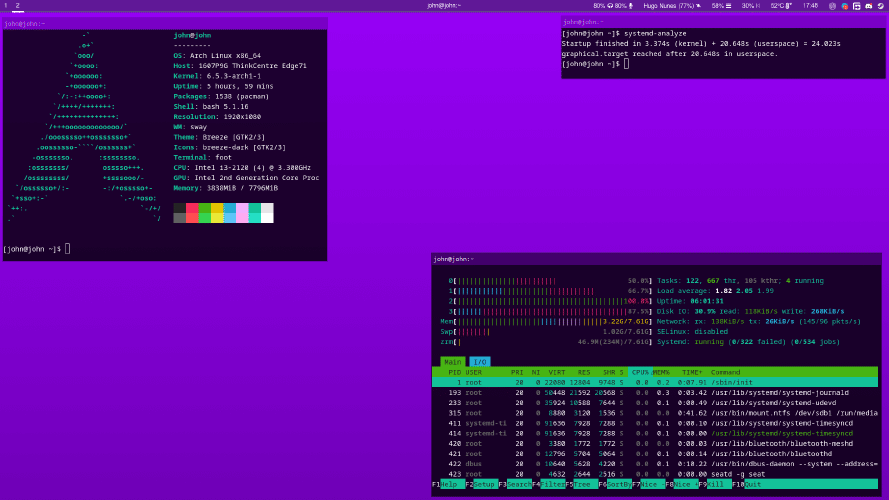 1 2 john@john:~ 80% 80% Hugo Nunes (77%) 58% 30% 52°C 17:46
john@john:~
john@john
---------
OS: Arch Linux x86_64
Host: 1607P9G ThinkCentre Edge71
Kernel: 6.5.3-arch1-1
Uptime: 5 hours, 59 mins
Packages: 1538 (pacman)
Shell: bash 5.1.16
Resolution: 1920x1080
WM: sway
Theme: Breeze [GTK2/3]
Icons: breeze-dark [GTK2/3]
Terminal: foot
CPU: Intel i3-2120 (4) @ 3.300GHz
GPU: Intel 2nd Generation Core Proc
Memory: 3838MiB / 7796MiB
[john@john ~]$
john@john:~
[john@john ~]$ systemd-analyze
Startup finished in 3.374s (kernel) + 20.648s (userspace) = 24.023s
graphical.target reached after 20.648s in userspace.
[john@john ~]$
john@john:~
0[ 50.0%] Tasks: 122, 667 thr, 105 kthr; 4 running
1[ 66.7%] Load average: 1.82 2.05 1.99
2[ 100.0%] Uptime: 06:01:31
3[ 87.5%] Disk IO: 30.9% read: 118KiB/s write: 268KiB/s
Mem[ 3.22G/7.61G] Network: rx: 130KiB/s tx: 26KiB/s (145/96 pkts/s)
Swp[ 1.02G/7.61G] SELinux: disabled
zrm[ 46.9M(234M)/7.61G] Systemd: running (0/322 failed) (0/534 jobs)
Main I/O
PID USER PRI NI VIRT RES SHR S CPU% MEM% TIME+ Command
1 root 20 0 22080 12804 9748 S 0.0 0.2 0:07.91 /sbin/init
193 root 20 0 50448 21592 20568 S 0.0 0.3 0:03.42 /usr/lib/systemd/systemd-journald
233 root 20 0 35924 10588 7644 S 0.0 0.1 0:00.49 /usr/lib/systemd/systemd-udevd
315 root 20 0 8880 3120 1536 S 0.0 0.0 0:41.62 /usr/bin/mount.ntfs /dev/sdb1 /run/media
411 systemd-ti 20 0 91636 7928 7288 S 0.0 0.1 0:00.10 /usr/lib/systemd/systemd-timesyncd
414 systemd-ti 20 0 91636 7928 7288 S 0.0 0.1 0:00.00 /usr/lib/systemd/systemd-timesyncd
420 root 20 0 3380 1772 1772 S 0.0 0.0 0:00.03 /usr/lib/bluetooth/bluetooth-meshd
421 root 20 0 12796 5704 5064 S 0.0 0.1 0:00.14 /usr/lib/bluetooth/bluetoothd
422 dbus 20 0 10640 5628 4220 S 0.0 0.1 0:10.22 /usr/bin/dbus-daemon --system --address=
423 root 20 0 4632 2644 2516 S 0.0 0.0 0:00.00 seatd -g seat
F1Help F2Setup F3Search F4Filter F5Tree F6SortBy F7Nice - F8Nice + F9Kill F10Quit